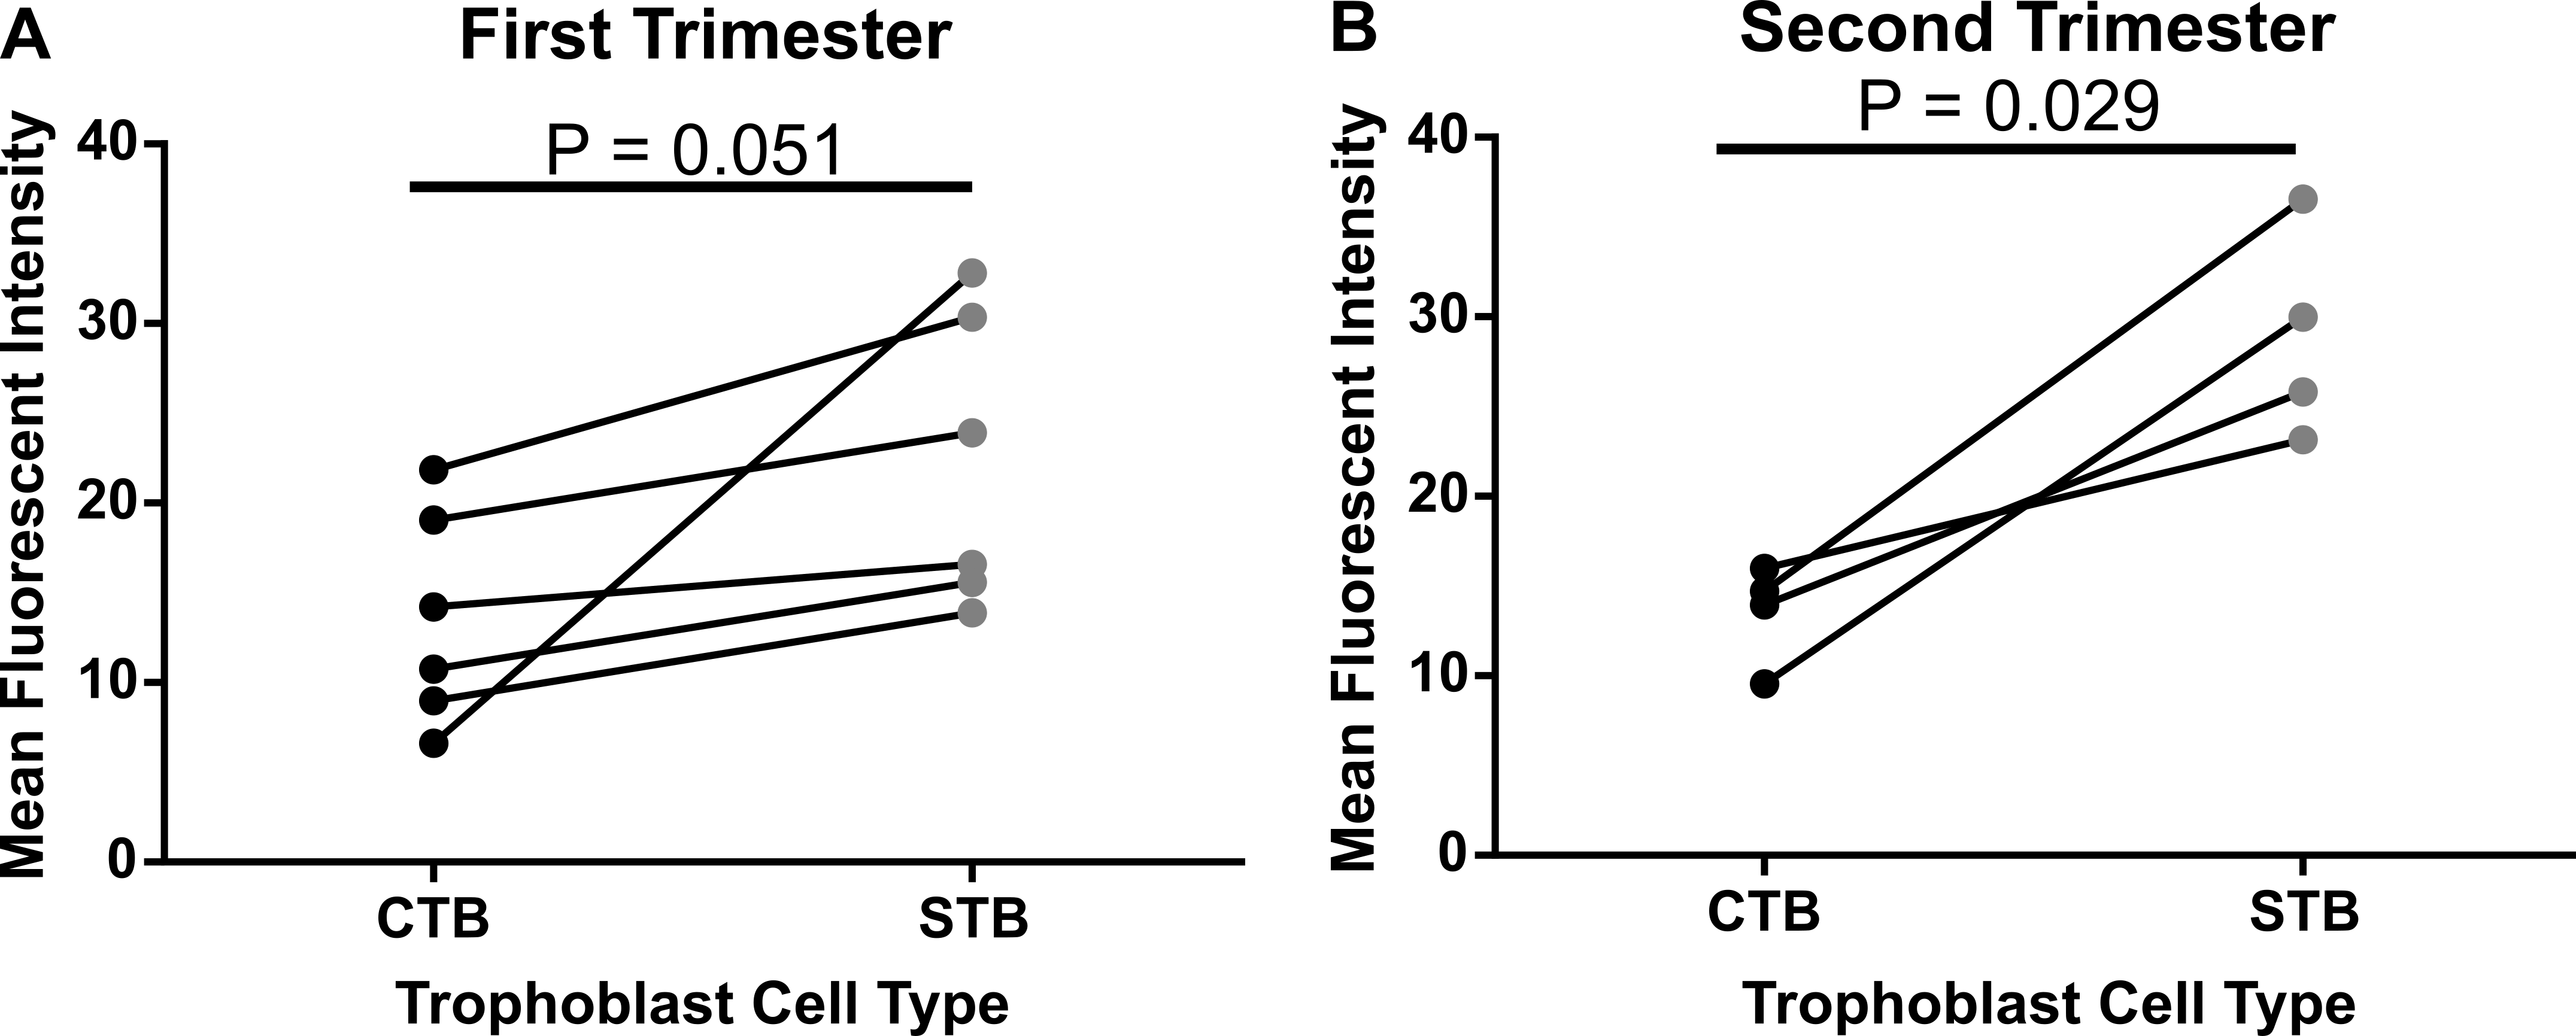 A
First Trimester
P = 0.051
Mean Fluorescent Intensity
40
30
20
10
0
CTB
STB
Trophoblast Cell Type
B
Second Trimester
P = 0.029
Mean Fluorescent Intensity
40
30
20
10
0
CTB
STB
Trophoblast Cell Type